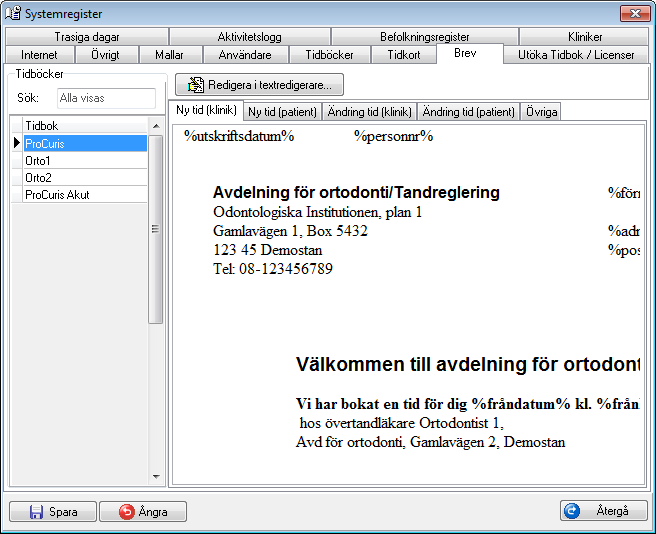 Systemregister
Trasiga dagar Aktivitetslogg Befolkningsregister Kliniker
Internet Övrigt Mallar Användare Tidböcker Tidkort Brev Utöka Tidbok / Licenser
Tidböcker
Sök: Alla visas
Redigera i textredigerare...
Ny tid (klinik) Ny tid (patient) Ändring tid (klinik) Ändring tid (patient) Övriga
Tidbok
ProCuris
Orto1
Orto2
ProCuris Akut
%utskriftsdatum% %personnr%
Avdelning för ortodonti/Tandreglering %förn
Odontologiska Institutionen, plan 1
Gamlavägen 1, Box 5432 %adr
123 45 Demostan %pos
Tel: 08-123456789
Välkommen till avdelning för ortodont
Vi har bokat en tid för dig %fråndatum% kl. %frånl
hos övertandläkare Ortodontist 1,
Avd för ortodonti, Gamlavägen 2, Demostan
Spara Ångra Återgå